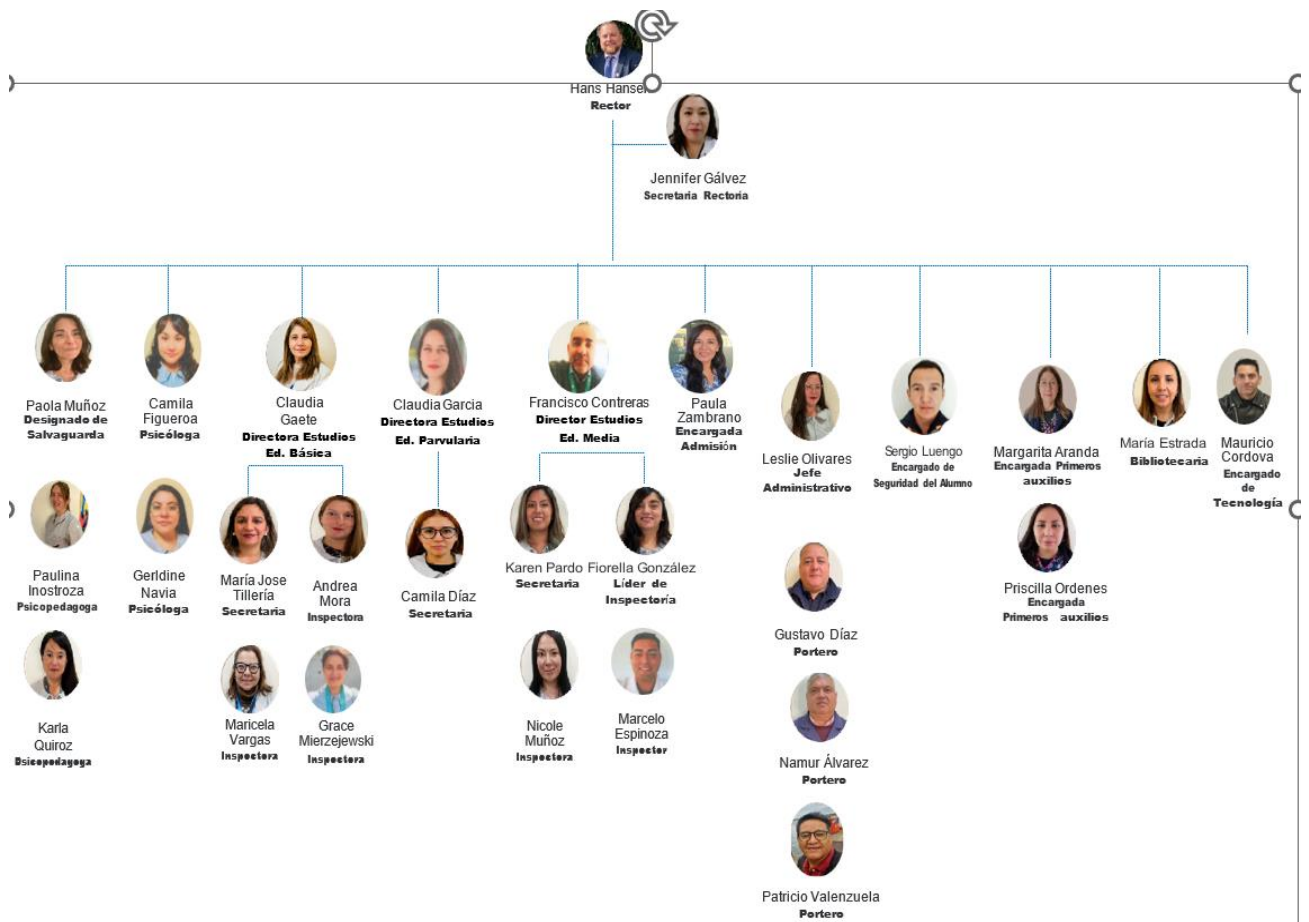 Hans Hansen
Rector
Jennifer Gálvez
Secretaria Rectoria
Paola Muñoz
Designado de
Salvaguarda
Camila
Figueroa
Psicóloga
Claudia
Gaete
Directora Estudios
Ed. Básica
Claudia Garcia
Directora Estudios
Ed. Parvularia
Francisco Contreras
Director Estudios
Ed. Media
Paula
Zambrano
Encargada
Admisión
Leslie Olivares
Jefe
Administrativo
Sergio Luengo
Encargado de
Seguridad del Alumno
Margarita Aranda
Encargada Primeros
auxilios
María Estrada
Bibliotecaria
Mauricio
Cordova
Encargado
de
Tecnología
Paulina
Inostroza
Psicopedagoga
Gerldine
Navia
Psicóloga
María Jose
Tillería
Secretaria
Andrea
Mora
Inspectora
Camila Díaz
Secretaria
Karen Pardo
Secretaria
Fiorella González
Líder de
Inspectoría
Gustavo Díaz
Portero
Priscilla Ordenes
Encargada
Primeros auxilios
Karla
Quiroz
Psicopedagoga
Maricela
Vargas
Inspectora
Grace
Mierzejewski
Inspectora
Nicole
Muñoz
Inspectora
Marcelo
Espinoza
Inspector
Namur Álvarez
Portero
Patricio Valenzuela
Portero